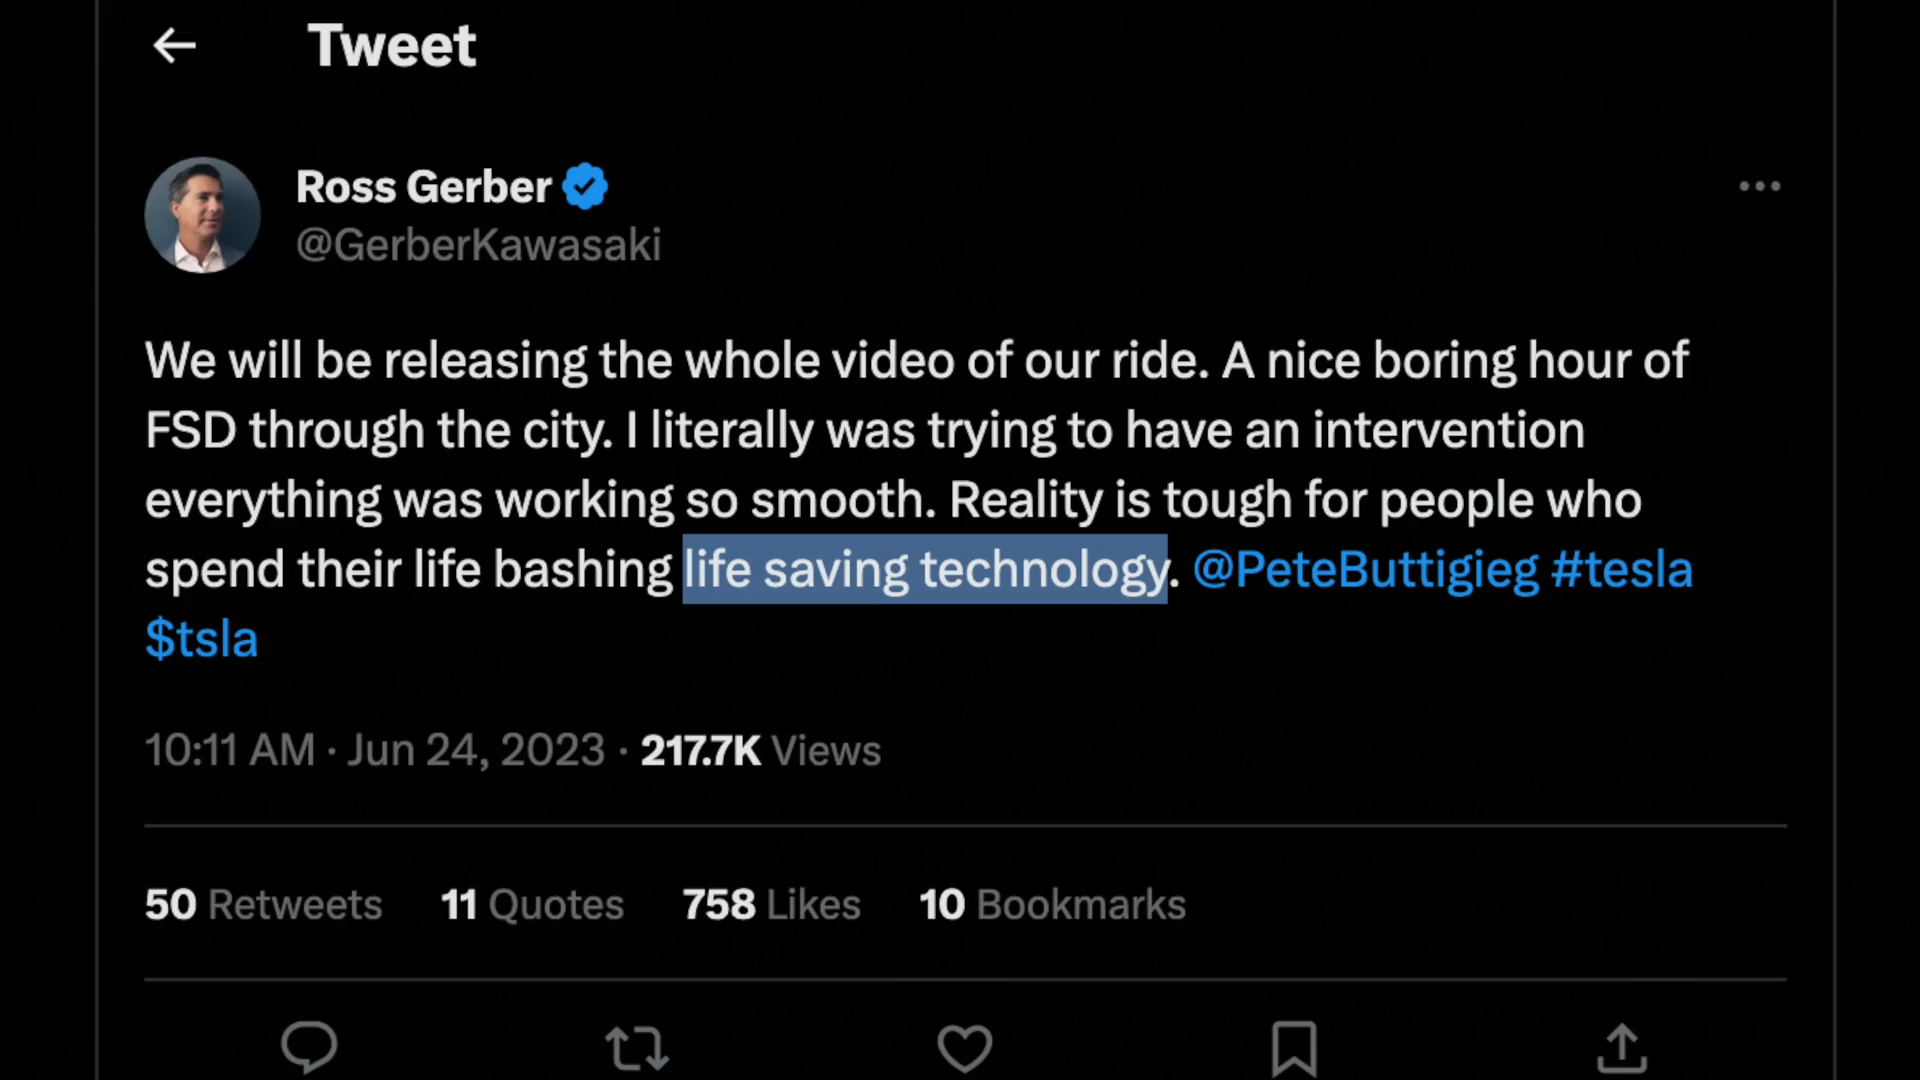 Tweet
Ross Gerber
@GerberKawasaki
We will be releasing the whole video of our ride. A nice boring hour of
FSD through the city. I literally was trying to have an intervention
everything was working so smooth. Reality is tough for people who
spend their life bashing life saving technology. @PeteButtigieg #tesla
$tsla
10:11 AM · Jun 24, 2023 · 217.7K Views
50 Retweets 11 Quotes 758 Likes 10 Bookmarks